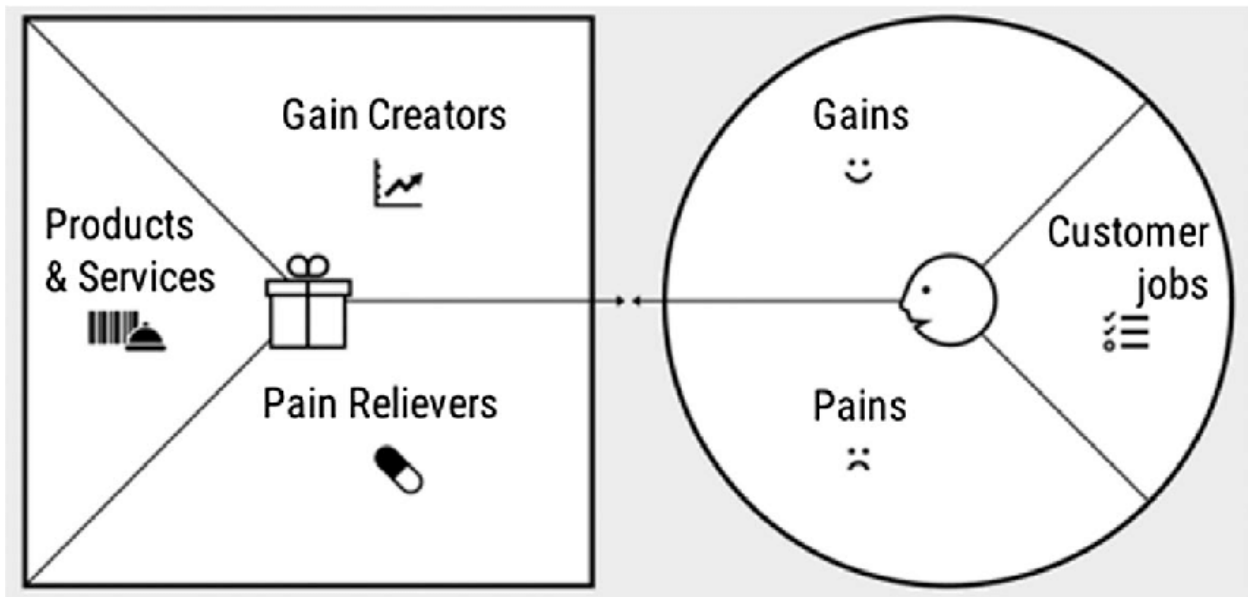 Gain Creators
Products
& Services
Pain Relievers
Gains
Customer
jobs
Pains